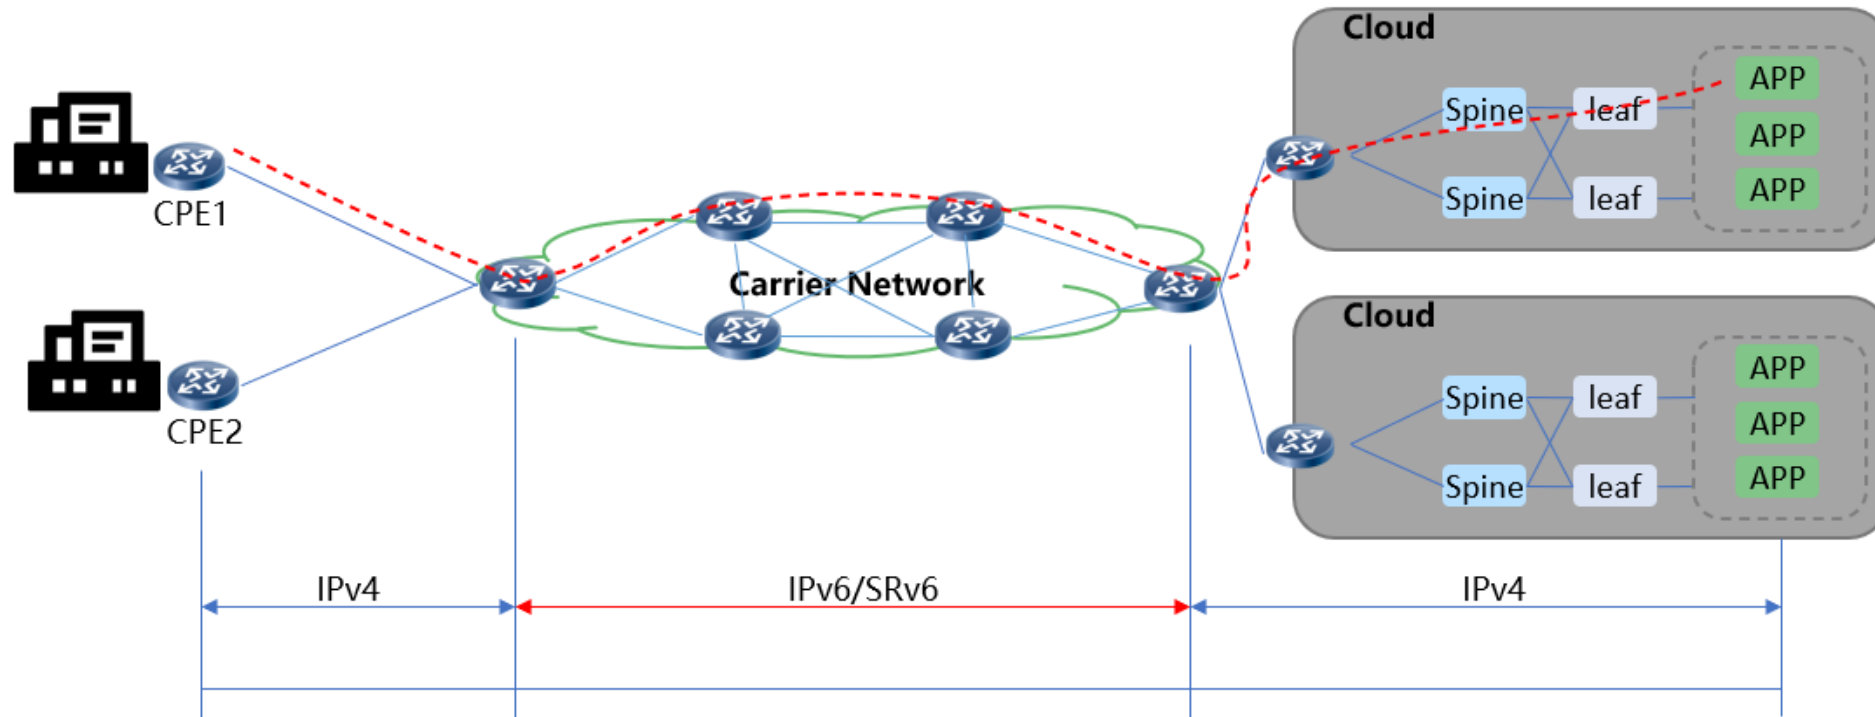 Cloud
APP
Spine
leaf
APP
Spine
leaf
APP
CPE1
Carrier Network
Cloud
APP
Spine
leaf
APP
Spine
leaf
APP
CPE2
IPv4
IPv6/SRv6
IPv4